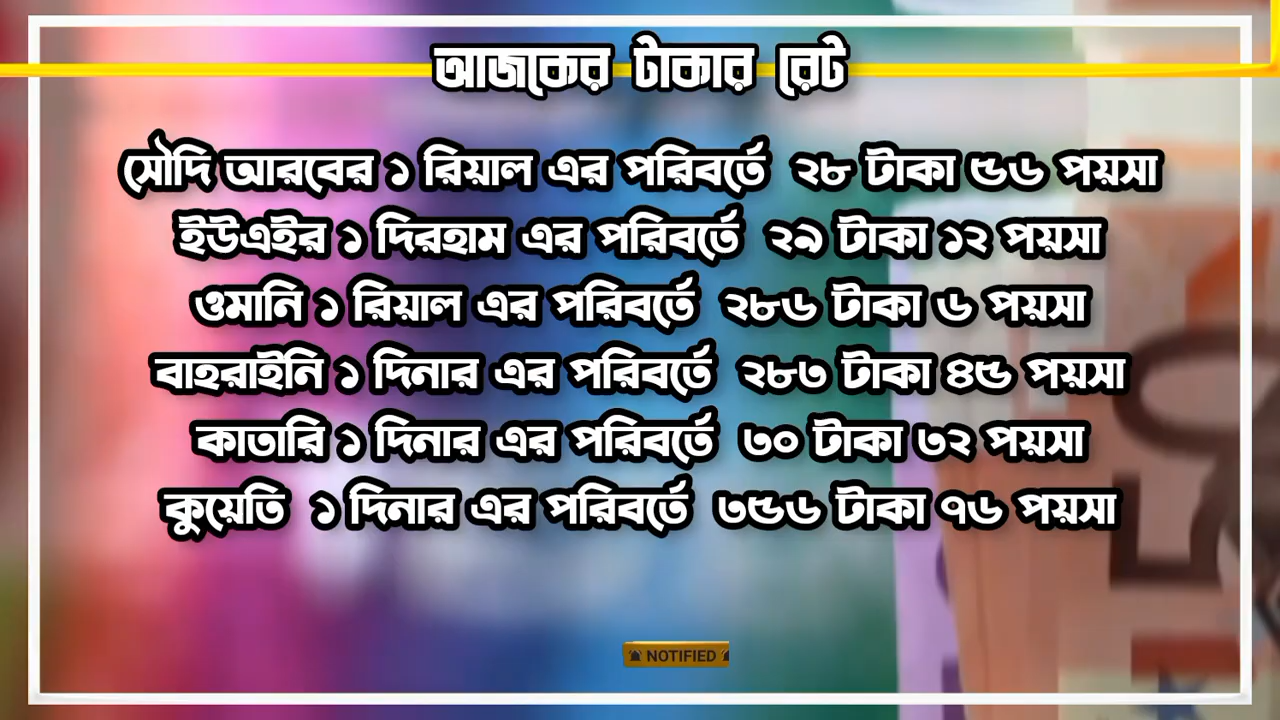 আজকের টাকার রেট
সৌদি আরবের ১ রিয়াল এর পরিবর্তে ২৮ টাকা ৫৬ পয়সা
ইউএইর ১ দিরহাম এর পরিবর্তে ২৯ টাকা ১২ পয়সা
ওমানি ১ রিয়াল এর পরিবর্তে ২৮৬ টাকা ৬ পয়সা
বাহরাইনি ১ দিনার এর পরিবর্তে ২৮৩ টাকা ৪৫ পয়সা
কাতারি ১ দিনার এর পরিবর্তে ৩০ টাকা ৩২ পয়সা
কুয়েতি ১ দিনার এর পরিবর্তে ৩৫৬ টাকা ৭৬ পয়সা
NOTIFIED